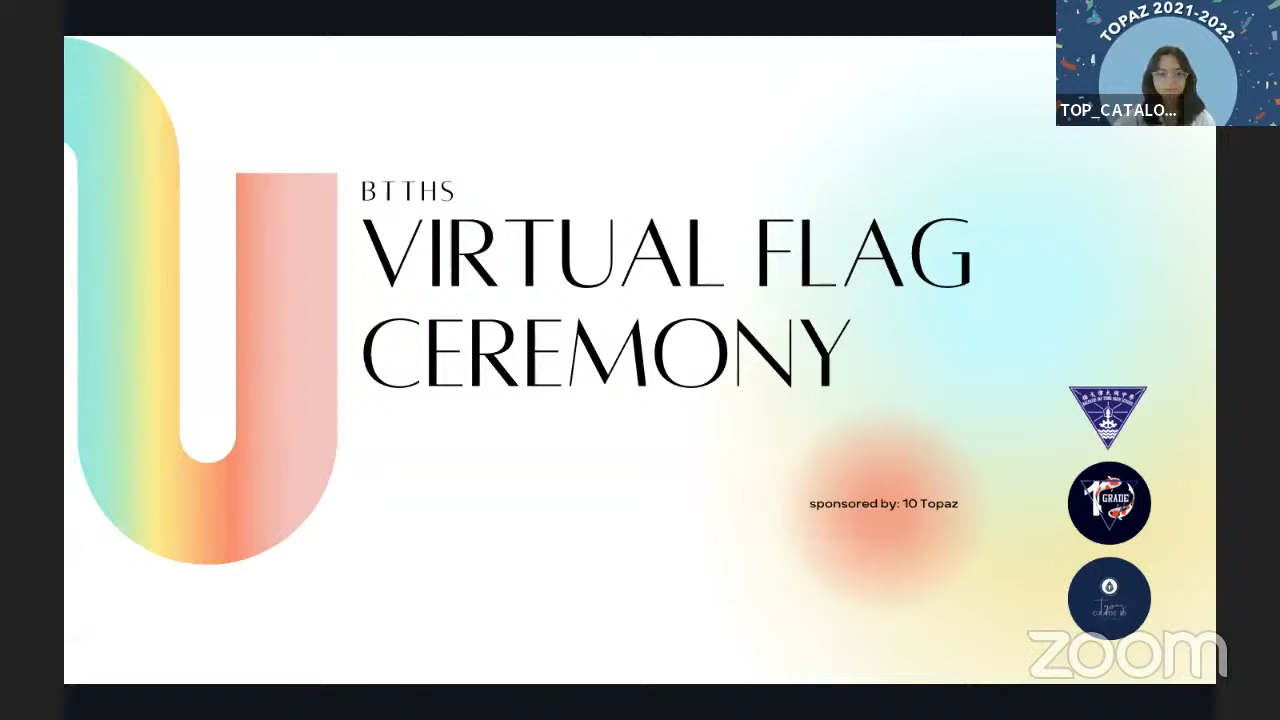 TOPAZ 2021-2022
TOP_CATALO...
BTTHS
VIRTUAL FLAG
CEREMONY
sponsored by: 10 Topaz
GRADE
zoom